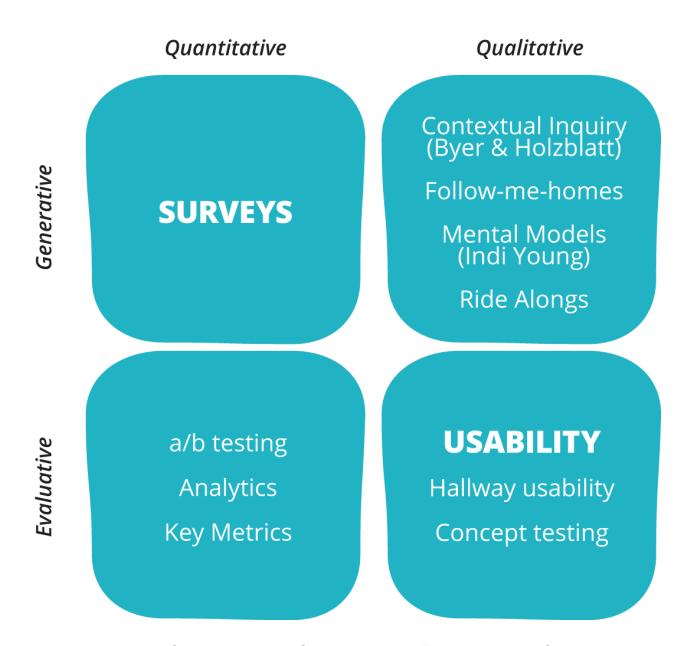 Quantitative
Qualitative
Generative
SURVEYS
Contextual Inquiry
(Byer & Holzblatt)
Follow-me-homes
Mental Models
(Indi Young)
Ride Alongs
Evaluative
a/b testing
Analytics
Key Metrics
USABILITY
Hallway usability
Concept testing